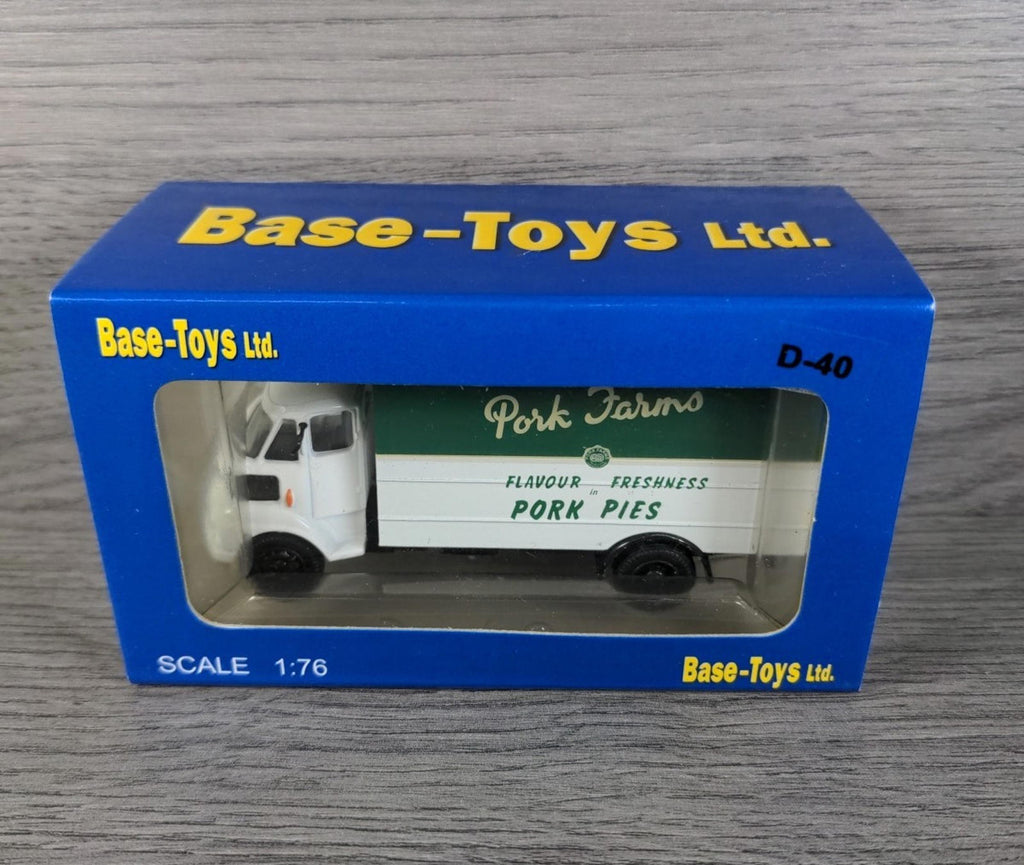 Base-Toys Ltd.
Base-Toys Ltd.
D-40
Pork Farms
FLAVOUR in FRESHNESS
PORK PIES
SCALE 1:76
Base-Toys Ltd.